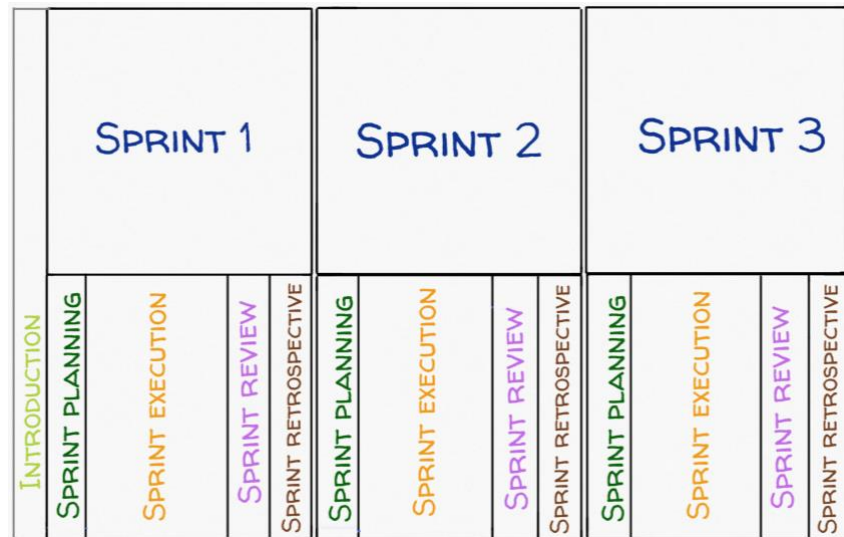 Sprint 1
Sprint 2
Sprint 3
Introduction
Sprint planning
Sprint execution
Sprint review
Sprint retrospective
Sprint planning
Sprint execution
Sprint review
Sprint retrospective
Sprint planning
Sprint execution
Sprint review
Sprint retrospective